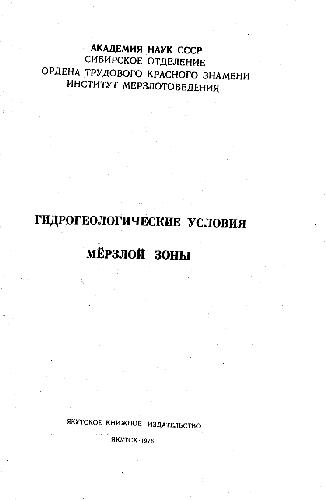 АКАДЕМИЯ НАУК СССР
СИБИРСКОЕ ОТДЕЛЕНИЕ
ОРДЕНА ТРУДОВОГО КРАСНОГО ЗНАМЕНИ
ИНСТИТУТ МЕРЗЛОТОВЕДЕНИЯ
ГИДРОГЕОЛОГИЧЕСКИЕ УСЛОВИЯ
МЁРЗЛОЙ ЗОНЫ
ЯКУТСКОЕ КНИЖНОЕ ИЗДАТЕЛЬСТВО
ЯКУТСК-1976